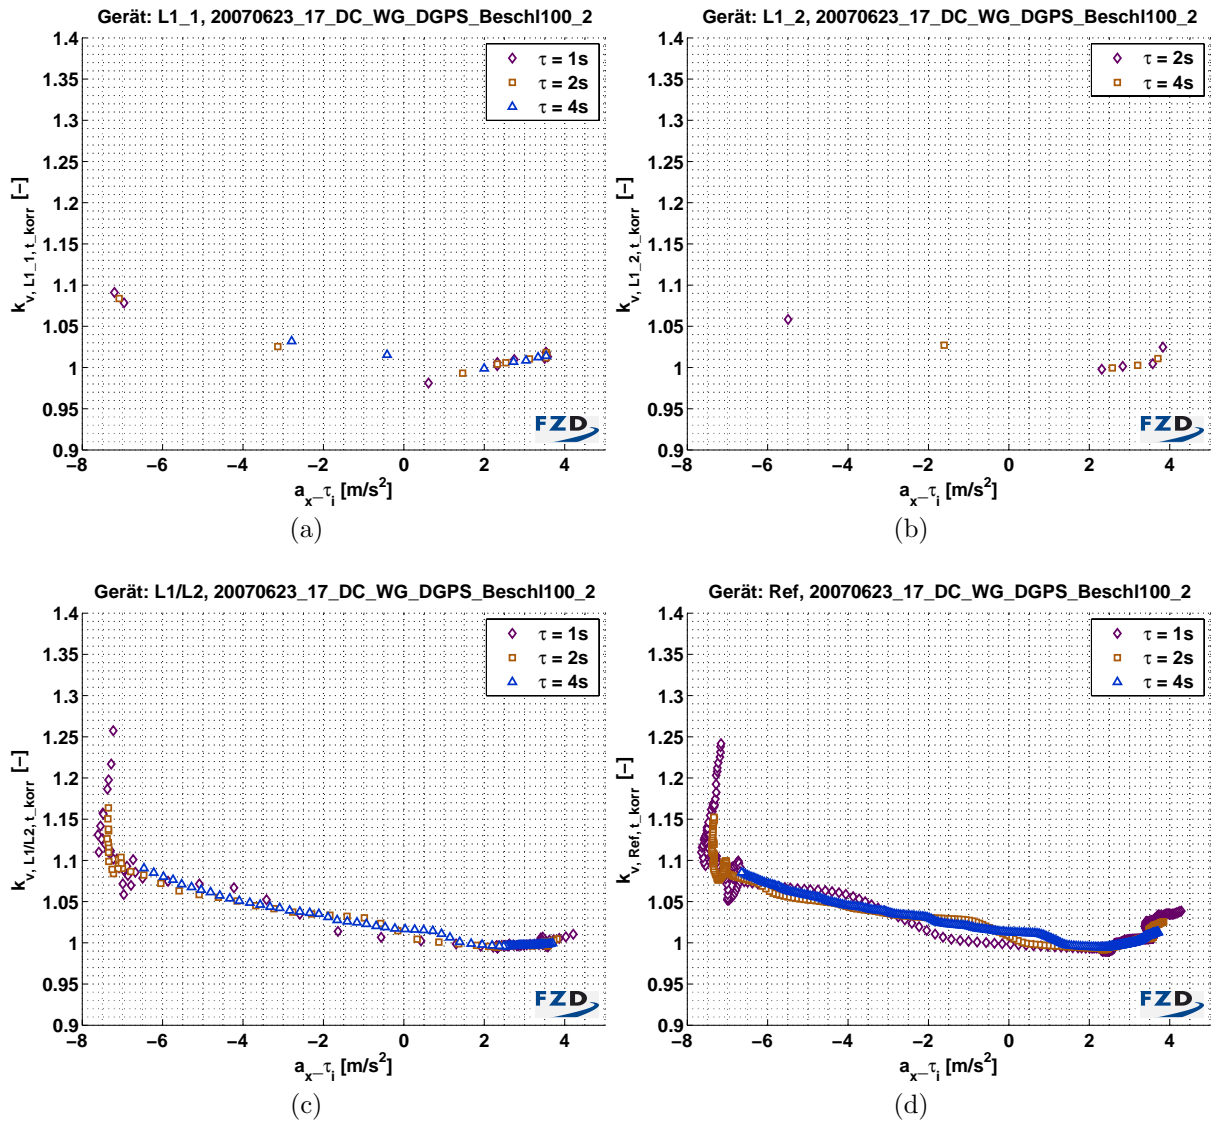 Gerät: L1_1, 20070623_17_DC_WG_DGPS_Beschl100_2
1.4
1.35
1.3
1.25
1.2
1.15
1.1
1.05
1
0.95
0.9
k_v, L1_1, t_korr [–]
τ = 1s
τ = 2s
τ = 4s
FZD
−8 −6 −4 −2 0 2 4
a_x_τ_i [m/s²]
(a)
Gerät: L1_2, 20070623_17_DC_WG_DGPS_Beschl100_2
1.4
1.35
1.3
1.25
1.2
1.15
1.1
1.05
1
0.95
0.9
k_v, L1_2, t_korr [–]
τ = 2s
τ = 4s
FZD
−8 −6 −4 −2 0 2 4
a_x_τ_i [m/s²]
(b)
Gerät: L1/L2, 20070623_17_DC_WG_DGPS_Beschl100_2
1.4
1.35
1.3
1.25
1.2
1.15
1.1
1.05
1
0.95
0.9
k_v, L1/L2, t_korr [–]
τ = 1s
τ = 2s
τ = 4s
FZD
−8 −6 −4 −2 0 2 4
a_x_τ_i [m/s²]
(c)
Gerät: Ref, 20070623_17_DC_WG_DGPS_Beschl100_2
1.4
1.35
1.3
1.25
1.2
1.15
1.1
1.05
1
0.95
0.9
k_v, Ref, t_korr [–]
τ = 1s
τ = 2s
τ = 4s
FZD
−8 −6 −4 −2 0 2 4
a_x_τ_i [m/s²]
(d)